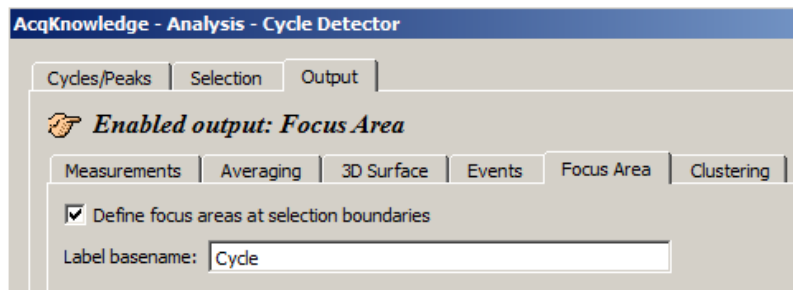 AcqKnowledge - Analysis - Cycle Detector
Cycles/Peaks Selection Output
Enabled output: Focus Area
Measurements Averaging 3D Surface Events Focus Area Clustering
Define focus areas at selection boundaries
Label basename: Cycle